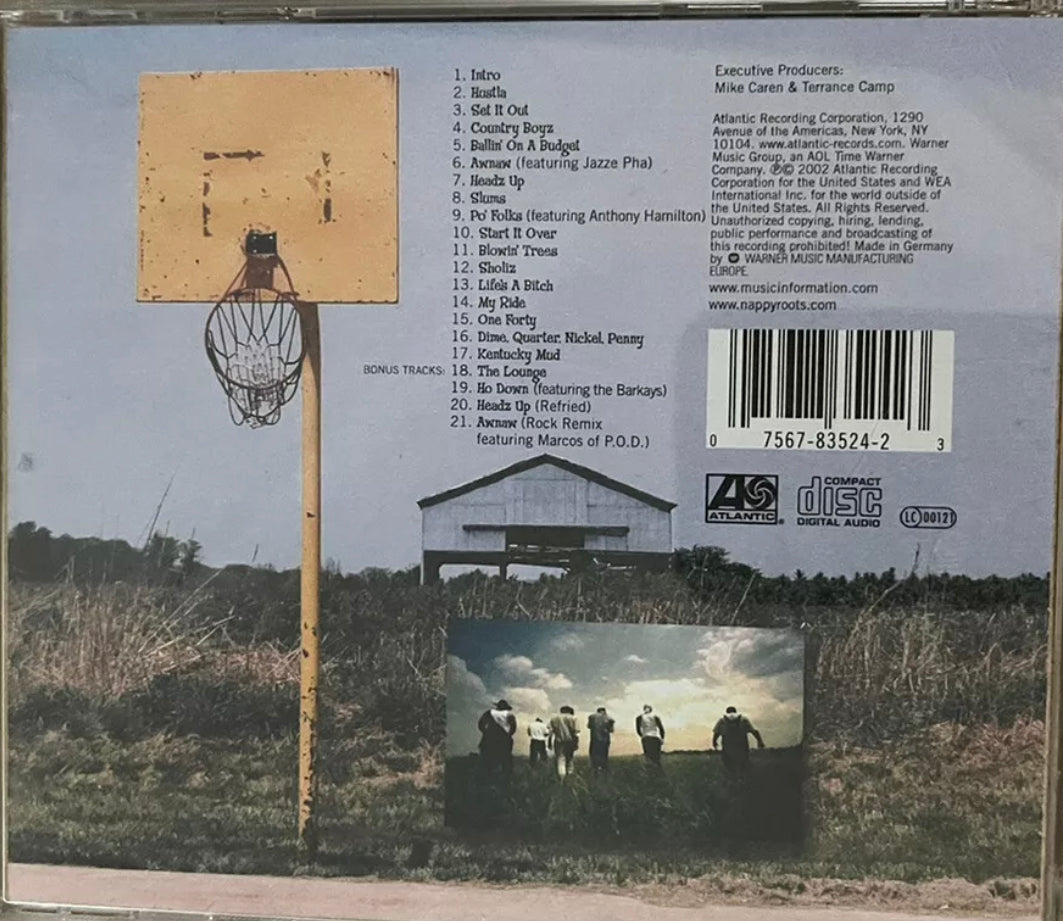 1. Intro
2. Hustla
3. Set It Out
4. Country Boyz
5. Ballin' On A Budget
6. Awnaw (featuring Jazze Pha)
7. Headz Up
8. Slums
9. Po' Folks (featuring Anthony Hamilton)
10. Start It Over
11. Blowin' Trees
12. Sholiz
13. Life's A Bitch
14. My Ride
15. One Forty
16. Dime, Quarter, Nickel, Penny
17. Kentucky Mud
BONUS TRACKS: 18. The Lounge
19. Ho Down (featuring the Barkays)
20. Headz Up (Refried)
21. Awnaw (Rock Remix
featuring Marcos of P.O.D.)
Executive Producers:
Mike Caren & Terrance Camp
Atlantic Recording Corporation, 1290
Avenue of the Americas, New York, NY
10104. www.atlantic-records.com. Warner
Music Group, an AOL Time Warner
Company. ℗© 2002 Atlantic Recording
Corporation for the United States and WEA
International Inc. for the world outside of
the United States. All Rights Reserved.
Unauthorized copying, hiring, lending,
public performance and broadcasting of
this recording prohibited! Made in Germany
by WARNER MUSIC MANUFACTURING
EUROPE.
www.musicinformation.com
www.nappyroots.com
0 7567-83524-2 3
ATLANTIC
COMPACT
disc
DIGITAL AUDIO
LC 00121